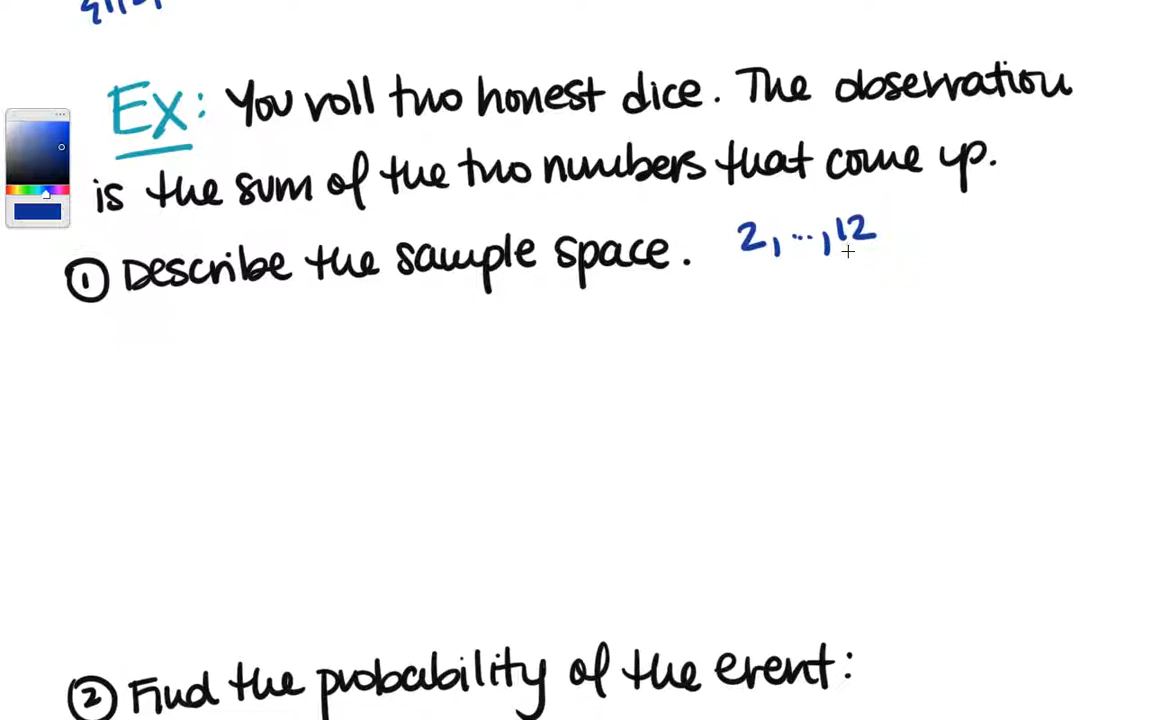 Ex: You roll two honest dice. The observation
is the sum of the two numbers that come up.
① Describe the sample space. 2, ..., 12
② Find the probability of the event: